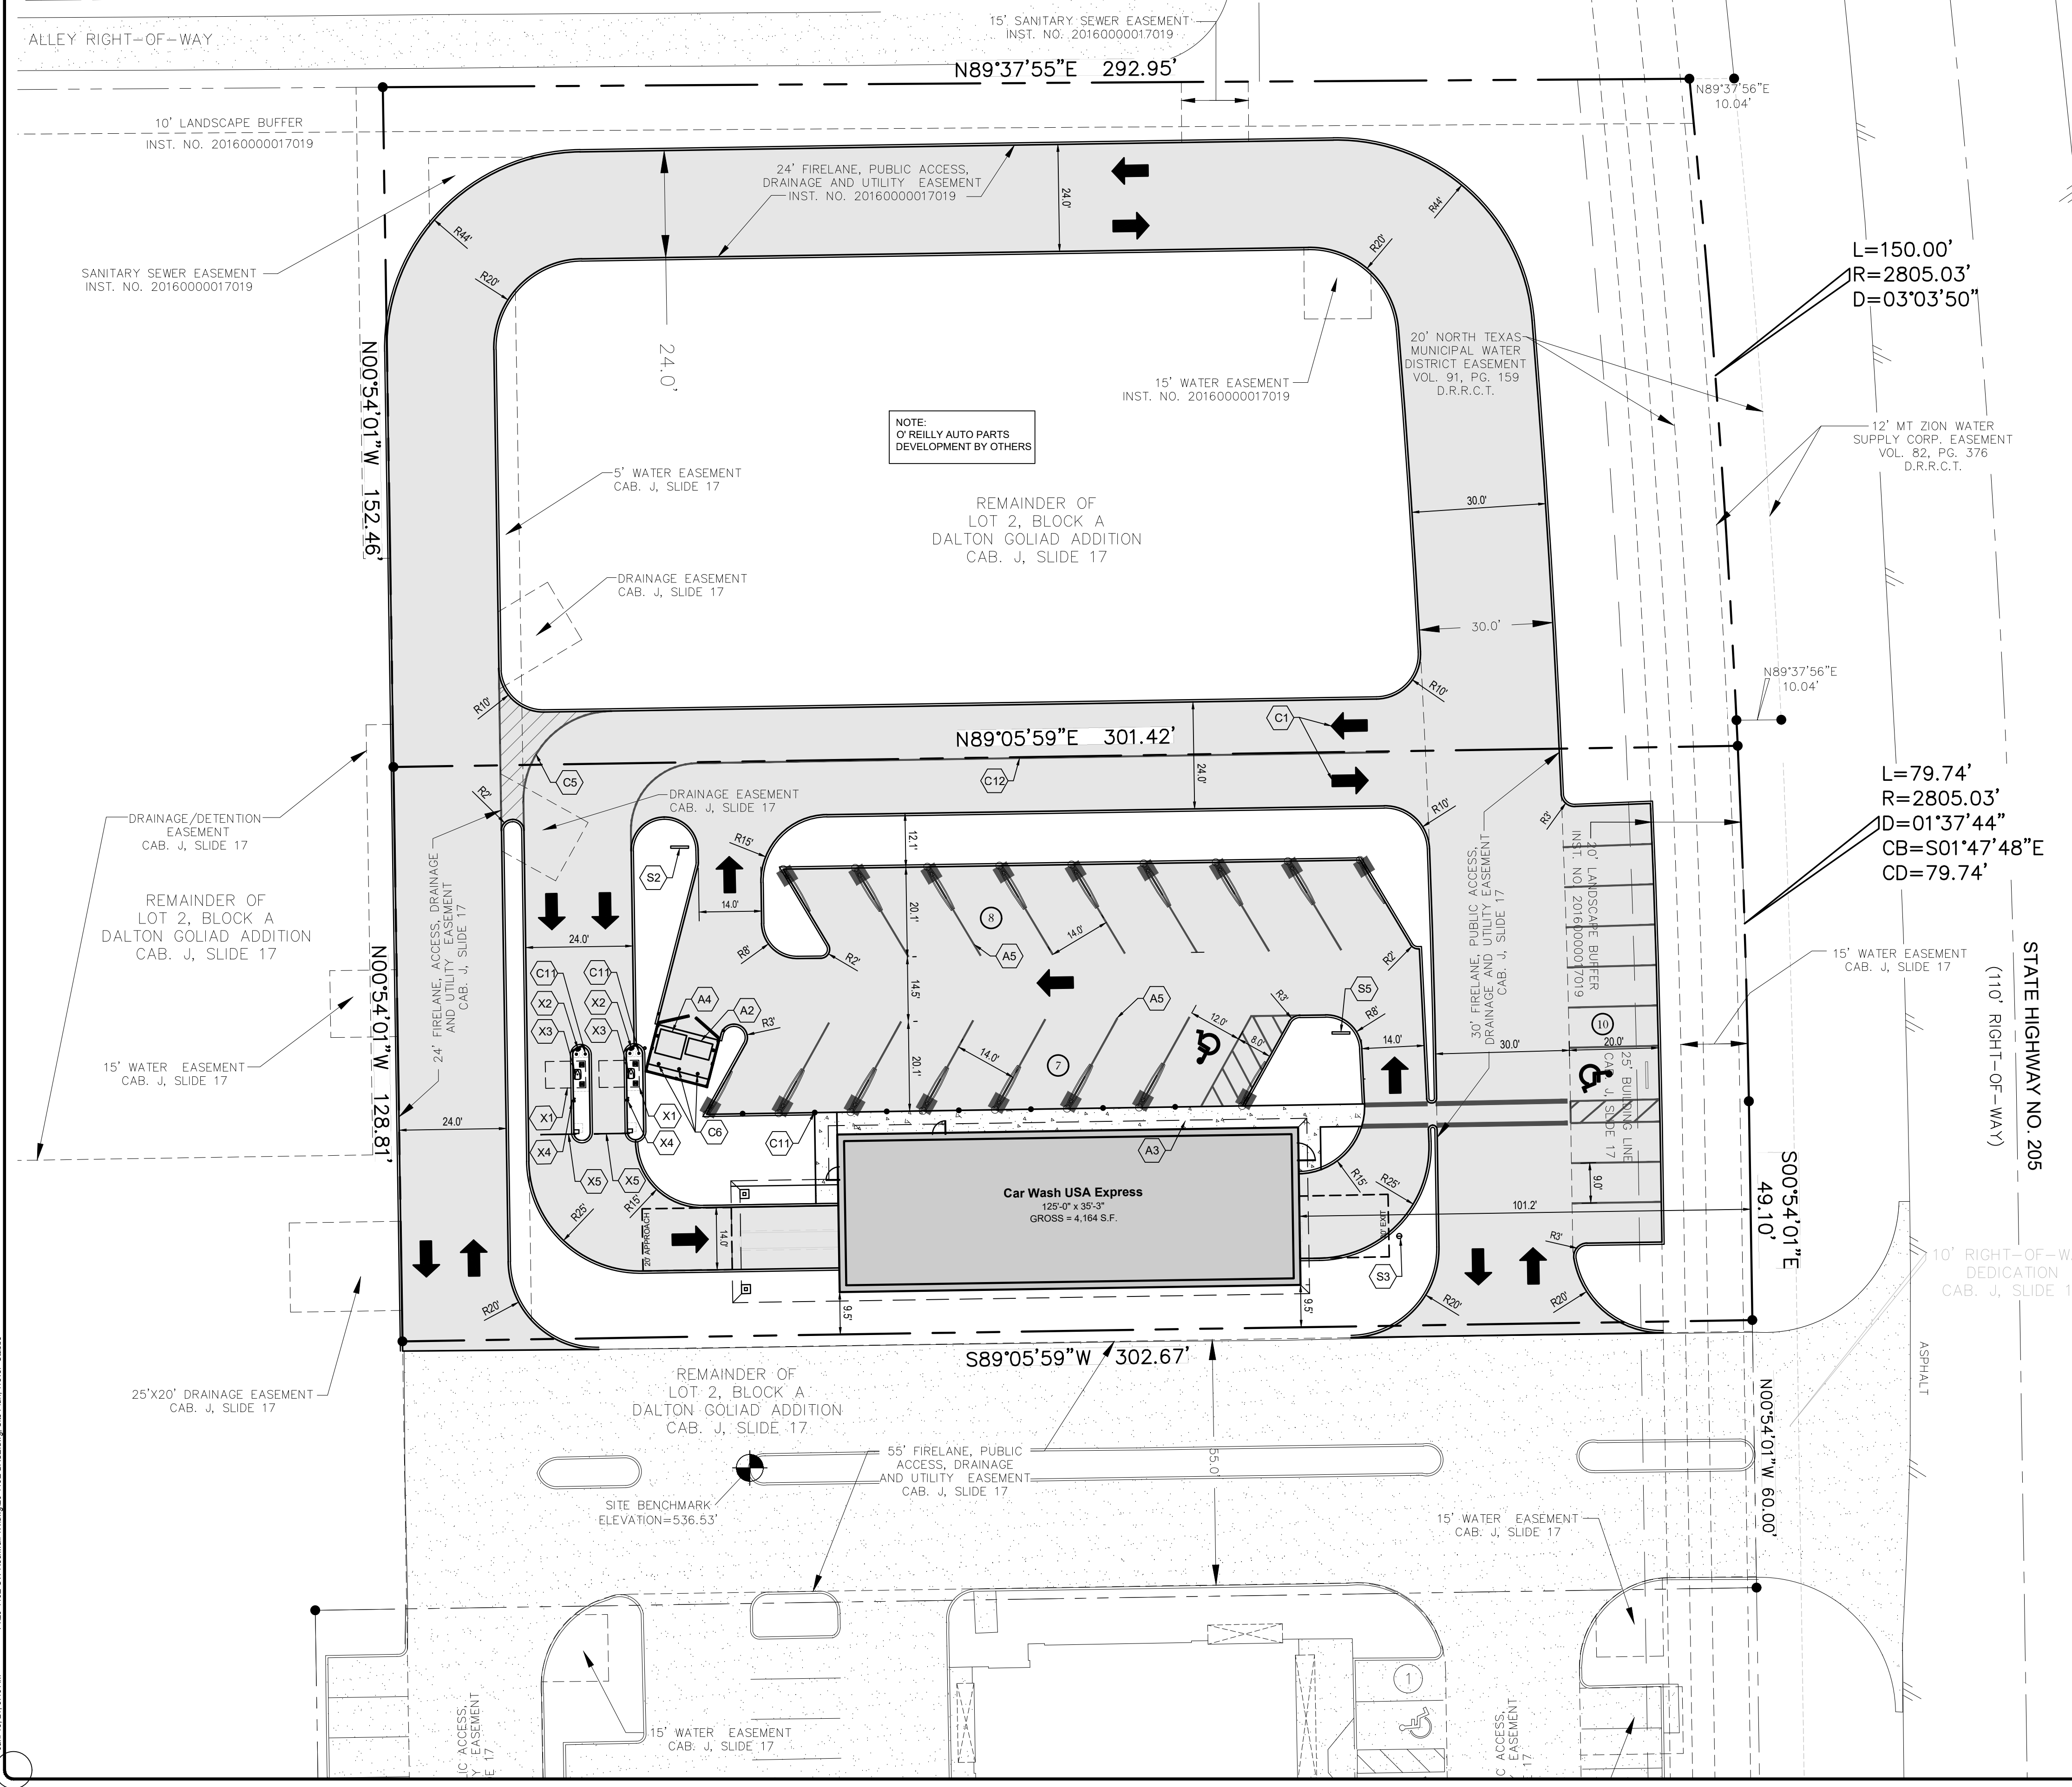 ALLEY RIGHT-OF-WAY
15' SANITARY SEWER EASEMENT
INST. NO. 20160000017019
N89°37'55"E 292.95'
N89°37'56"E
10.04'
10' LANDSCAPE BUFFER
INST. NO. 20160000017019
24' FIRELANE, PUBLIC ACCESS,
DRAINAGE AND UTILITY EASEMENT
INST. NO. 20160000017019
24.0'
R44'
R44'
R20'
R20'
SANITARY SEWER EASEMENT
INST. NO. 20160000017019
L=150.00'
R=2805.03'
D=03°03'50"
24.0'
N00°54'01"W 152.46'
15' WATER EASEMENT
INST. NO. 20160000017019
20' NORTH TEXAS
MUNICIPAL WATER
DISTRICT EASEMENT
VOL. 91, PG. 159
D.R.R.C.T.
NOTE:
O' REILLY AUTO PARTS
DEVELOPMENT BY OTHERS
12' MT ZION WATER
SUPPLY CORP. EASEMENT
VOL. 82, PG. 376
D.R.R.C.T.
5' WATER EASEMENT
CAB. J, SLIDE 17
REMAINDER OF
LOT 2, BLOCK A
DALTON GOLIAD ADDITION
CAB. J, SLIDE 17
30.0'
DRAINAGE EASEMENT
CAB. J, SLIDE 17
30.0'
N89°37'56"E
10.04'
R10'
R10'
C1
N89°05'59"E 301.42'
C5
C12
24.0'
L=79.74'
R=2805.03'
D=01°37'44"
CB=S01°47'48"E
CD=79.74'
DRAINAGE EASEMENT
CAB. J, SLIDE 17
R2'
R10'
R3'
DRAINAGE/DETENTION
EASEMENT
CAB. J, SLIDE 17
12.1'
R15'
S2
14.0'
20.1'
8
14.0'
A5
R8'
R2'
R2'
24' FIRELANE, ACCESS, DRAINAGE
AND UTILITY EASEMENT
CAB. J, SLIDE 17
30' FIRELANE, PUBLIC ACCESS,
DRAINAGE AND UTILITY EASEMENT
CAB. J, SLIDE 17
20' LANDSCAPE BUFFER
INST. NO. 20160000017019
REMAINDER OF
LOT 2, BLOCK A
DALTON GOLIAD ADDITION
CAB. J, SLIDE 17
24.0'
15' WATER EASEMENT
CAB. J, SLIDE 17
STATE HIGHWAY NO. 205
(110' RIGHT-OF-WAY)
N00°54'01"W 128.81'
C11
C11
X2
X2
X3
X3
A4
A2
R3'
14.5'
A5
R3'
S5
R8'
12.0'
8.0'
14.0'
30.0'
20.0'
10
25' BUILDING LINE
CAB. J, SLIDE 17
14.0'
7
20.1'
15' WATER EASEMENT
CAB. J, SLIDE 17
X1
X1
X4
X4
C6
C11
A3
24.0'
X5
X5
R15'
R25'
20' APPROACH
14.0'
Car Wash USA Express
125'-0" x 35'-3"
GROSS = 4,164 S.F.
R15'
R25'
9.0'
101.2'
S00°54'01"E
49.10'
S3
R3'
R20'
R20'
R20'
9.5'
9.5'
10' RIGHT-OF-W
DEDICATION
CAB. J, SLIDE 1
ASPHALT
S89°05'59"W 302.67'
25'X20' DRAINAGE EASEMENT
CAB. J, SLIDE 17
REMAINDER OF
LOT 2, BLOCK A
DALTON GOLIAD ADDITION
CAB. J, SLIDE 17
N00°54'01"W 60.00'
55' FIRELANE, PUBLIC
ACCESS, DRAINAGE
AND UTILITY EASEMENT
CAB. J, SLIDE 17
55.0'
SITE BENCHMARK
ELEVATION=536.53'
15' WATER EASEMENT
CAB. J, SLIDE 17
1
15' WATER EASEMENT
CAB. J, SLIDE 17
IC ACCESS,
Y EASEMENT
E 17
C ACCESS,
EASEMENT
17